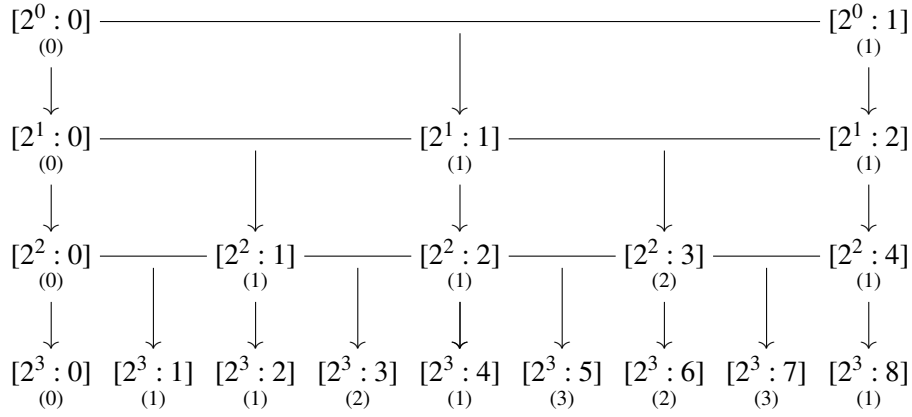 [2^0 : 0] [2^0 : 1]
(0) (1)
[2^1 : 0] [2^1 : 1] [2^1 : 2]
(0) (1) (1)
[2^2 : 0] [2^2 : 1] [2^2 : 2] [2^2 : 3] [2^2 : 4]
(0) (1) (1) (2) (1)
[2^3 : 0] [2^3 : 1] [2^3 : 2] [2^3 : 3] [2^3 : 4] [2^3 : 5] [2^3 : 6] [2^3 : 7] [2^3 : 8]
(0) (1) (1) (2) (1) (3) (2) (3) (1)